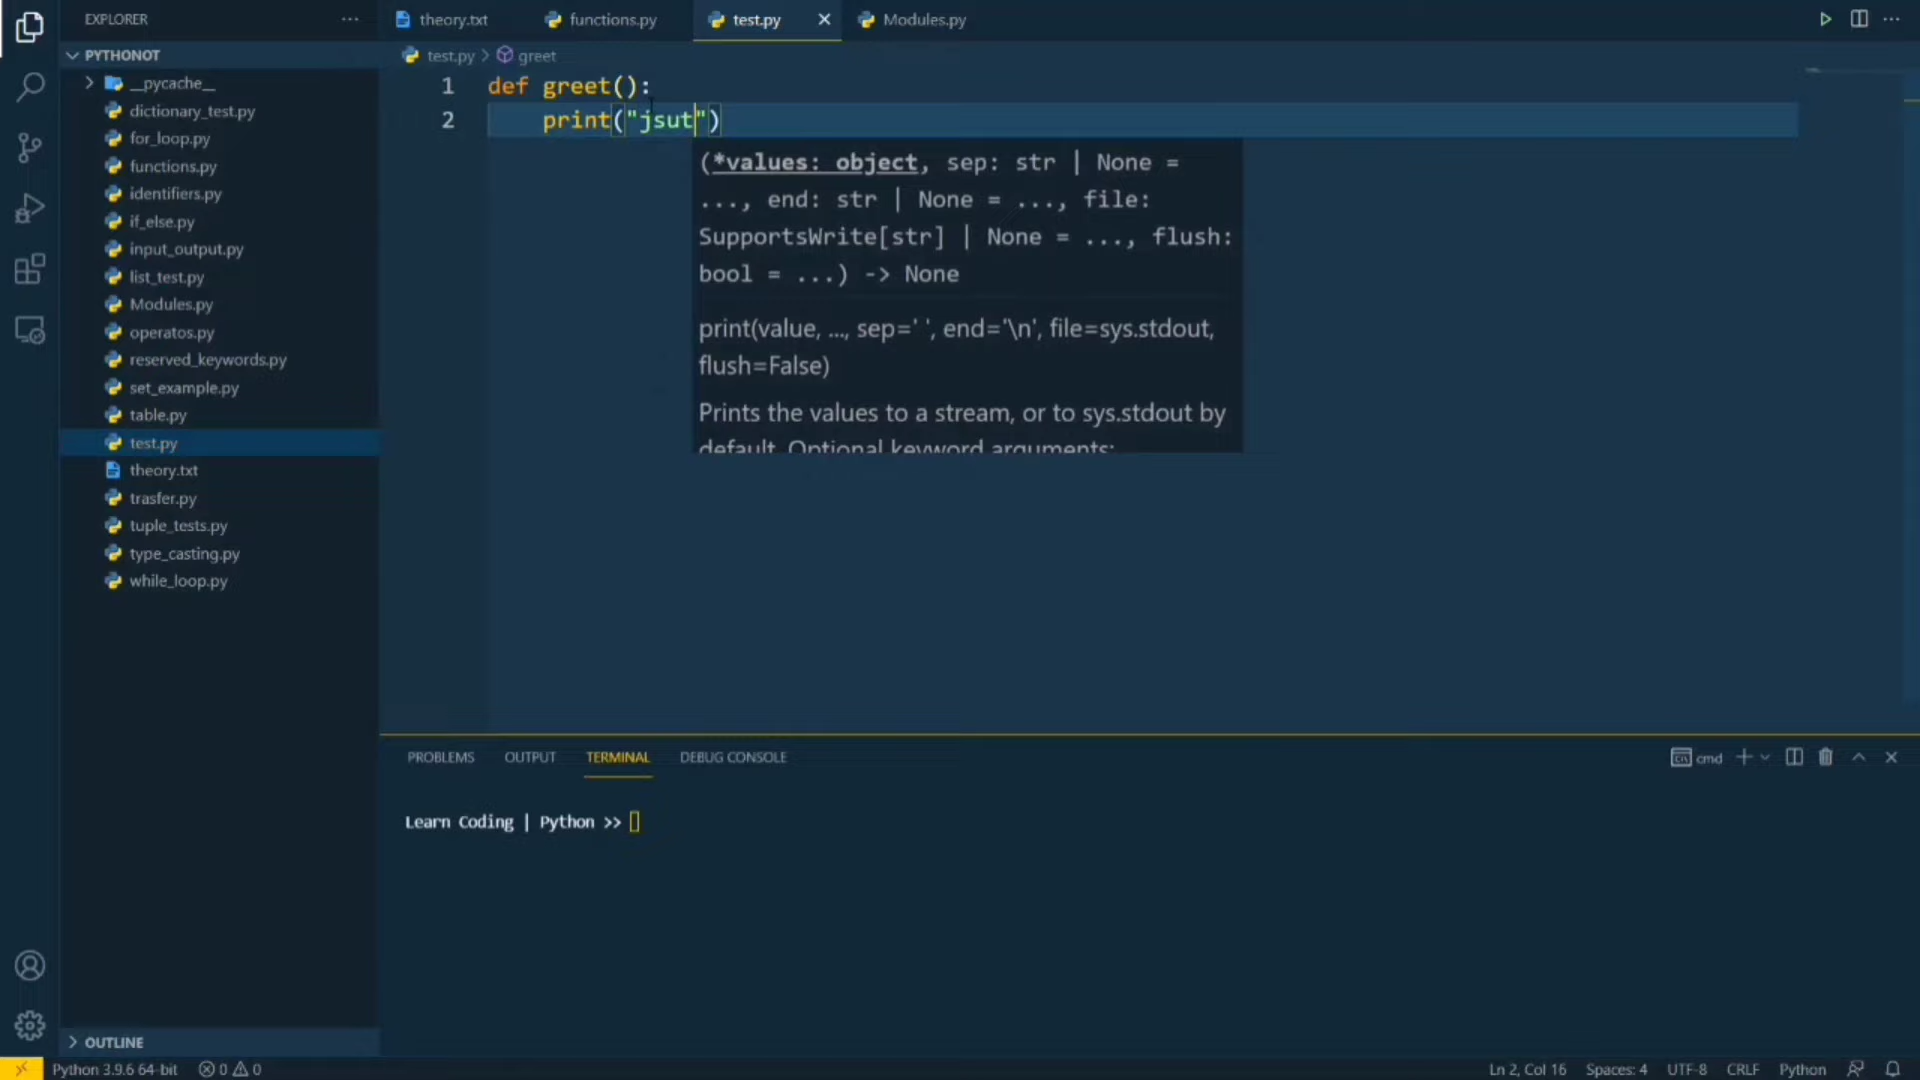 EXPLORER
theory.txt
functions.py
test.py
Modules.py
PYTHONOT
test.py > greet
__pycache__
dictionary_test.py
for_loop.py
functions.py
identifiers.py
if_else.py
input_output.py
list_test.py
Modules.py
operatos.py
reserved_keywords.py
set_example.py
table.py
test.py
theory.txt
trasfer.py
tuple_tests.py
type_casting.py
while_loop.py
OUTLINE
1 def greet():
2 print("jsut")
(*values: object, sep: str | None =
..., end: str | None = ..., file:
SupportsWrite[str] | None = ..., flush:
bool = ...) -> None
print(value, ..., sep=' ', end='\n', file=sys.stdout,
flush=False)
Prints the values to a stream, or to sys.stdout by
default. Optional keyword arguments:
PROBLEMS OUTPUT TERMINAL DEBUG CONSOLE
cmd
Learn Coding | Python >>
Python 3.9.6 64-bit 0 0
Ln 2, Col 16 Spaces: 4 UTF-8 CRLF Python